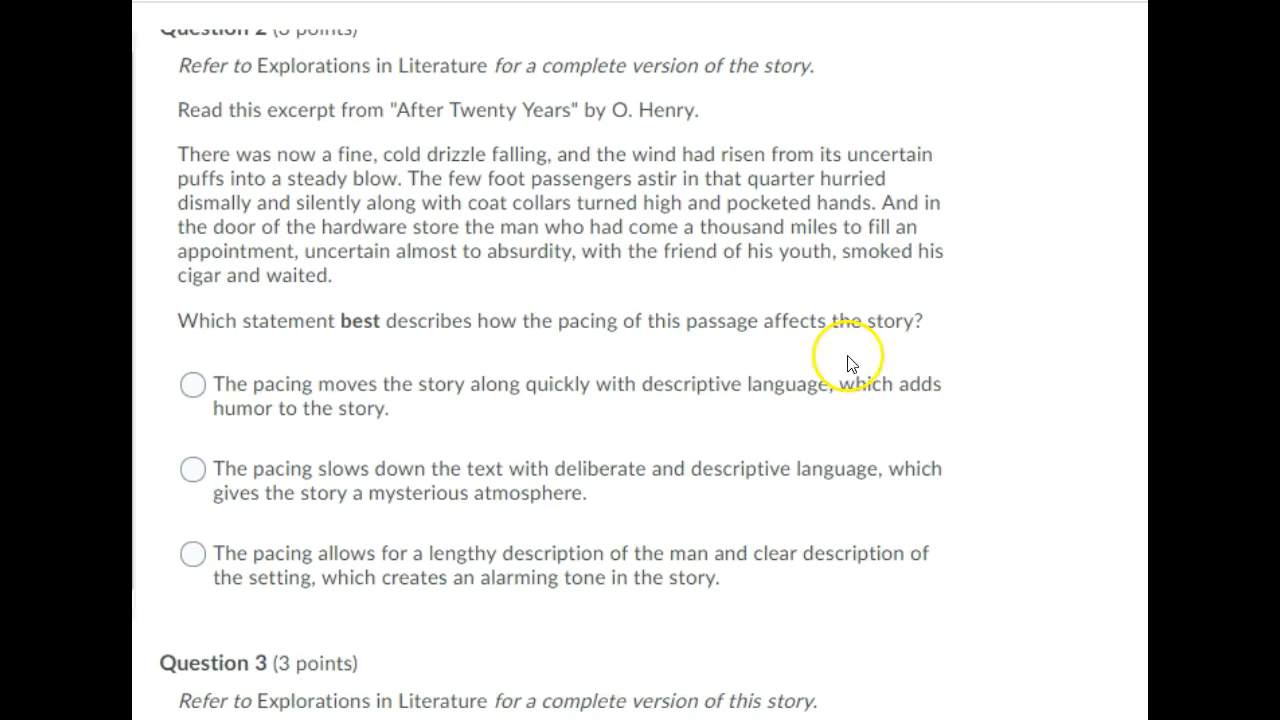 Question 2 (3 points)
Refer to Explorations in Literature for a complete version of the story.
Read this excerpt from "After Twenty Years" by O. Henry.
There was now a fine, cold drizzle falling, and the wind had risen from its uncertain
puffs into a steady blow. The few foot passengers astir in that quarter hurried
dismally and silently along with coat collars turned high and pocketed hands. And in
the door of the hardware store the man who had come a thousand miles to fill an
appointment, uncertain almost to absurdity, with the friend of his youth, smoked his
cigar and waited.
Which statement best describes how the pacing of this passage affects the story?
The pacing moves the story along quickly with descriptive language, which adds
humor to the story.
The pacing slows down the text with deliberate and descriptive language, which
gives the story a mysterious atmosphere.
The pacing allows for a lengthy description of the man and clear description of
the setting, which creates an alarming tone in the story.
Question 3 (3 points)
Refer to Explorations in Literature for a complete version of this story.